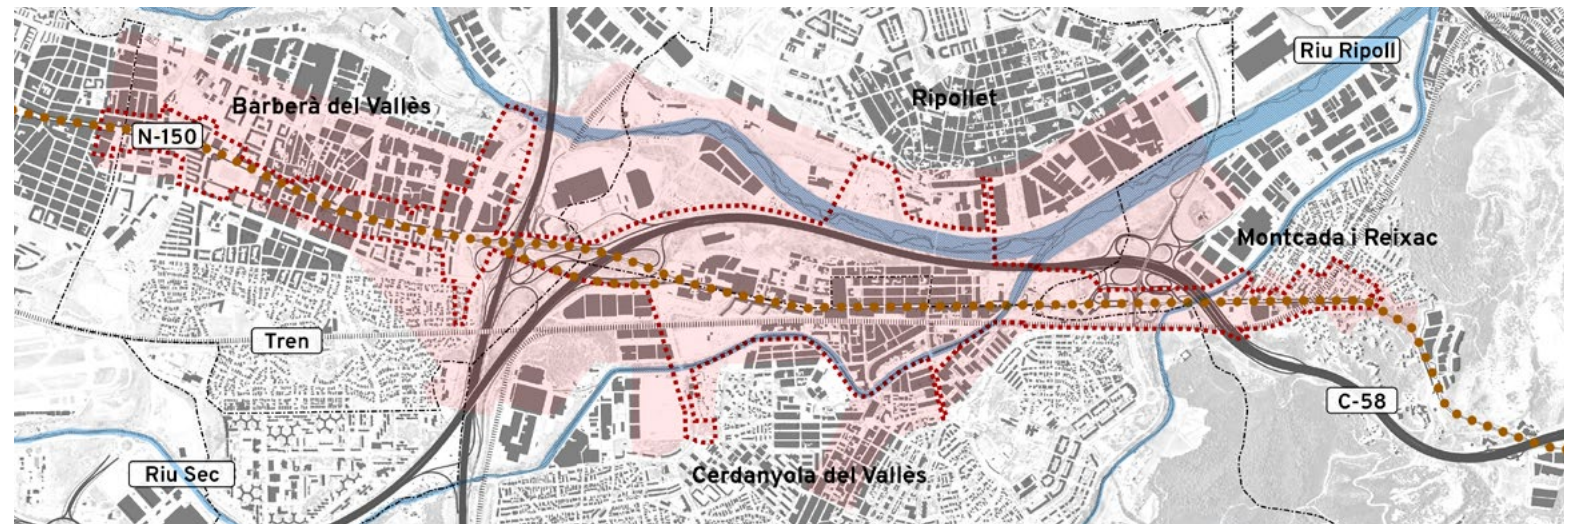 Riu Ripoll
Ripollet
Barberà del Vallès
N-150
Montcada i Reixac
Tren
C-58
Riu Sec
Cerdanyola del Vallès